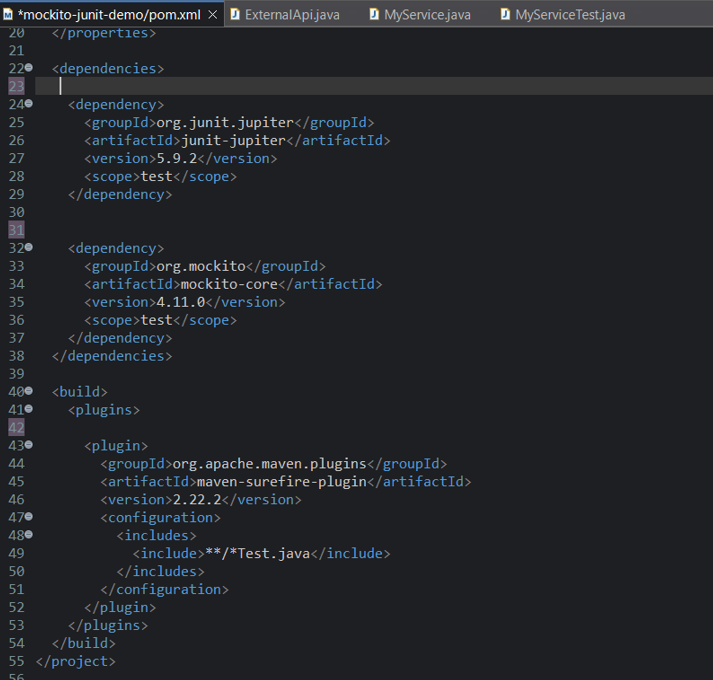 *mockito-junit-demo/pom.xml ExternalApi.java MyService.java MyServiceTest.java
20 </properties>
21
22 <dependencies>
23
24 <dependency>
25 <groupId>org.junit.jupiter</groupId>
26 <artifactId>junit-jupiter</artifactId>
27 <version>5.9.2</version>
28 <scope>test</scope>
29 </dependency>
30
31
32 <dependency>
33 <groupId>org.mockito</groupId>
34 <artifactId>mockito-core</artifactId>
35 <version>4.11.0</version>
36 <scope>test</scope>
37 </dependency>
38 </dependencies>
39
40 <build>
41 <plugins>
42
43 <plugin>
44 <groupId>org.apache.maven.plugins</groupId>
45 <artifactId>maven-surefire-plugin</artifactId>
46 <version>2.22.2</version>
47 <configuration>
48 <includes>
49 <include>**/*Test.java</include>
50 </includes>
51 </configuration>
52 </plugin>
53 </plugins>
54 </build>
55 </project>
56